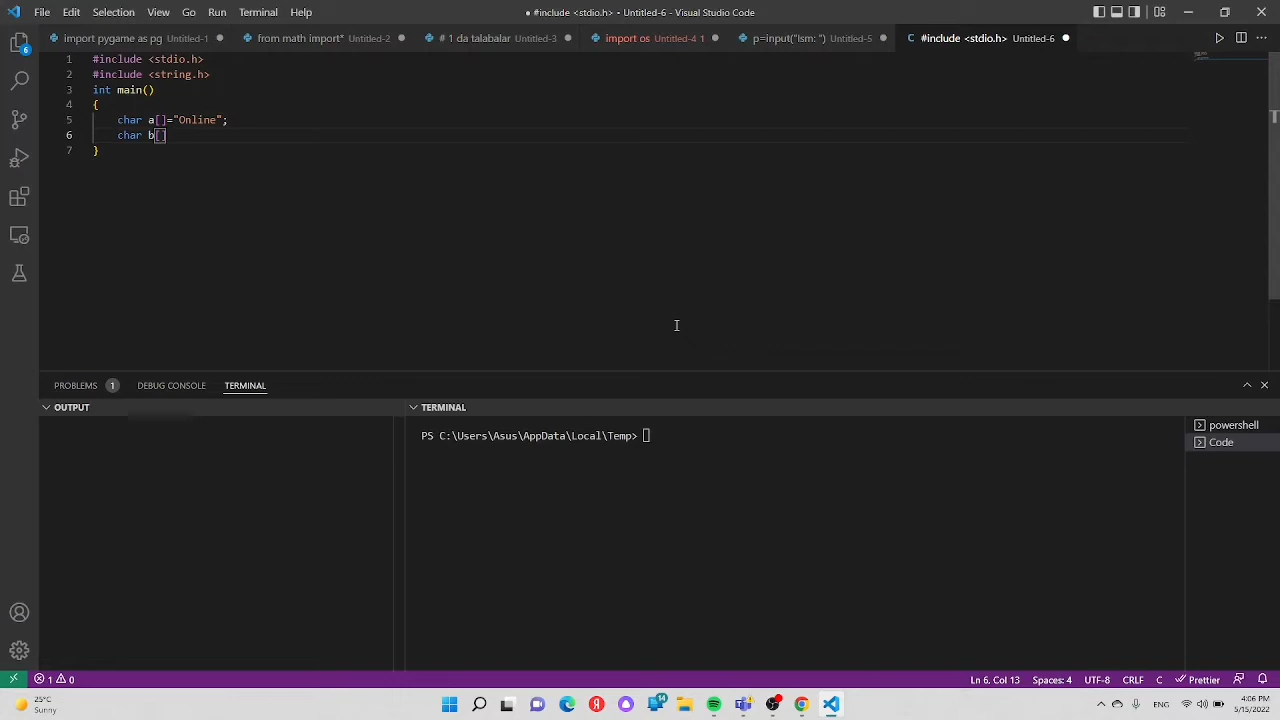 File Edit Selection View Go Run Terminal Help ● #include <stdio.h> • Untitled-6 - Visual Studio Code
import pygame as pg Untitled-1 from math import* Untitled-2 # 1 da talabalar Untitled-3 import os Untitled-4 1 p=input("Ism: ") Untitled-5 C #include <stdio.h> Untitled-6
1 #include <stdio.h>
2 #include <string.h>
3 int main()
4 {
5 char a[]="Online";
6 char b[]
7 }
6
PROBLEMS 1 DEBUG CONSOLE TERMINAL
OUTPUT TERMINAL
PS C:\Users\Asus\AppData\Local\Temp>
powershell
Code
1 0 Ln 6, Col 13 Spaces: 4 UTF-8 CRLF C Prettier
25°C
Sunny
14
ENG
4:06 PM
5/15/2022